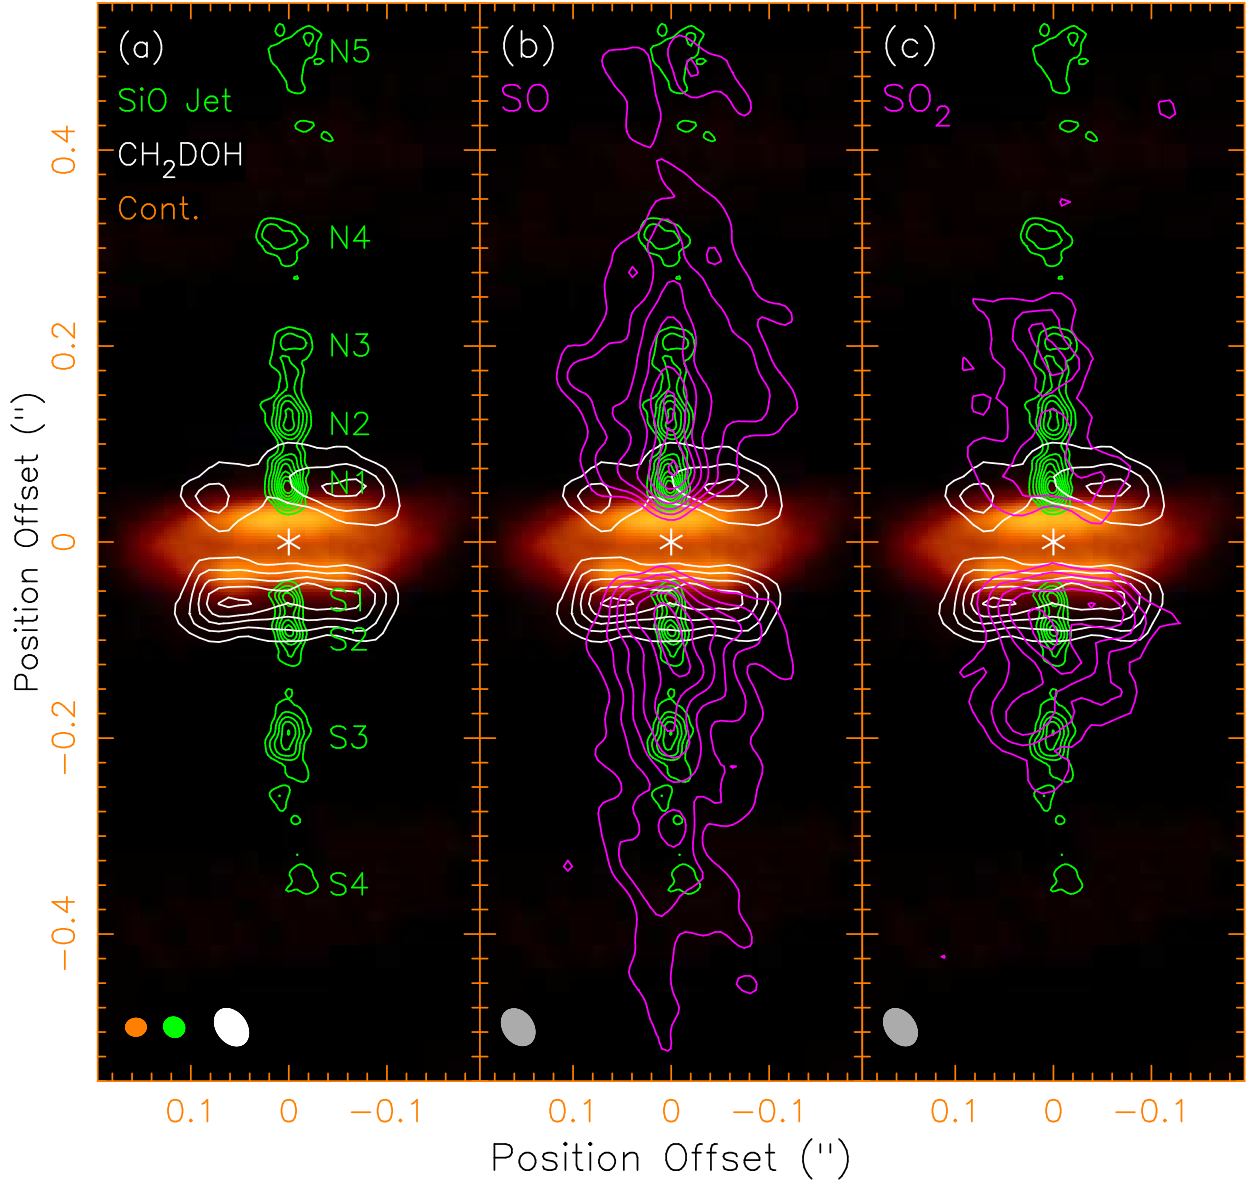 (a)
SiO Jet
CH2DOH
Cont.
N5
N4
N3
N2
N1
S1
S2
S3
S4
(b)
SO
(c)
SO2
0.4
0.2
0
−0.2
−0.4
Position Offset (")
0.1 0 −0.1
0.1 0 −0.1
0.1 0 −0.1
Position Offset (")